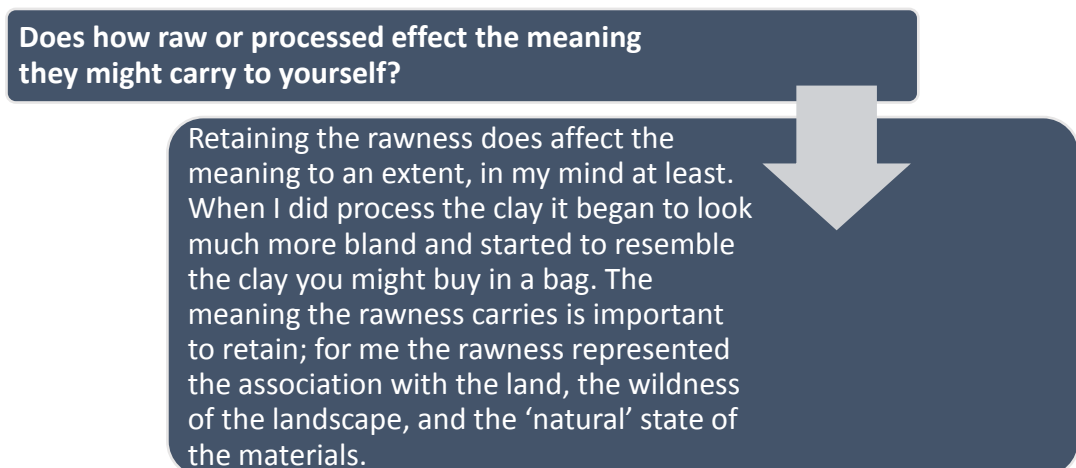 Does how raw or processed effect the meaning
they might carry to yourself?
Retaining the rawness does affect the
meaning to an extent, in my mind at least.
When I did process the clay it began to look
much more bland and started to resemble
the clay you might buy in a bag. The
meaning the rawness carries is important
to retain; for me the rawness represented
the association with the land, the wildness
of the landscape, and the ‘natural’ state of
the materials.